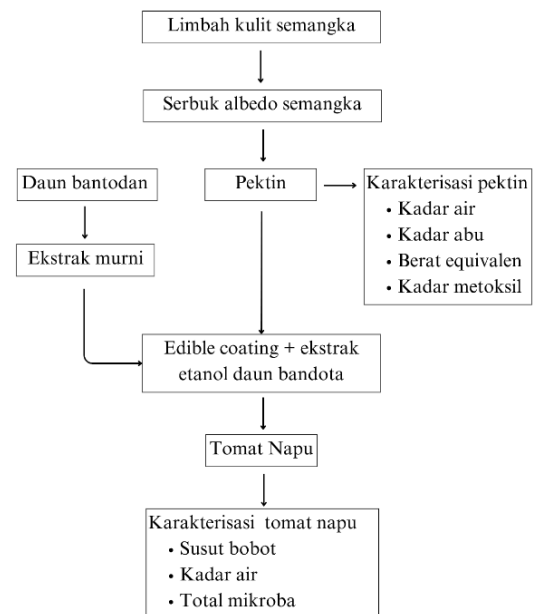 Limbah kulit semangka
Serbuk albedo semangka
Daun bantodan
Pektin
Karakterisasi pektin
• Kadar air
• Kadar abu
• Berat equivalen
• Kadar metoksil
Ekstrak murni
Edible coating + ekstrak
etanol daun bandota
Tomat Napu
Karakterisasi tomat napu
• Susut bobot
• Kadar air
• Total mikroba